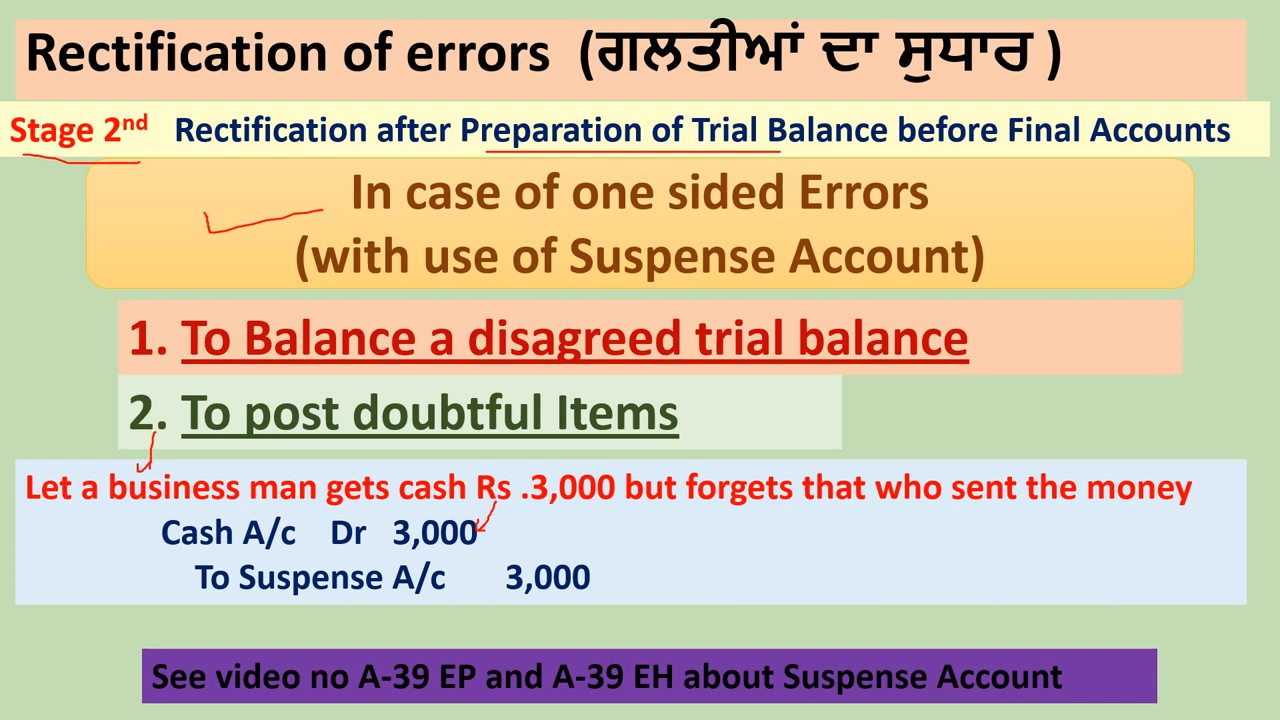 Rectification of errors (ਗਲਤੀਆਂ ਦਾ ਸੁਧਾਰ )
Stage 2nd Rectification after Preparation of Trial Balance before Final Accounts
In case of one sided Errors
(with use of Suspense Account)
1. To Balance a disagreed trial balance
2. To post doubtful Items
Let a business man gets cash Rs .3,000 but forgets that who sent the money
Cash A/c Dr 3,000
To Suspense A/c 3,000
See video no A-39 EP and A-39 EH about Suspense Account